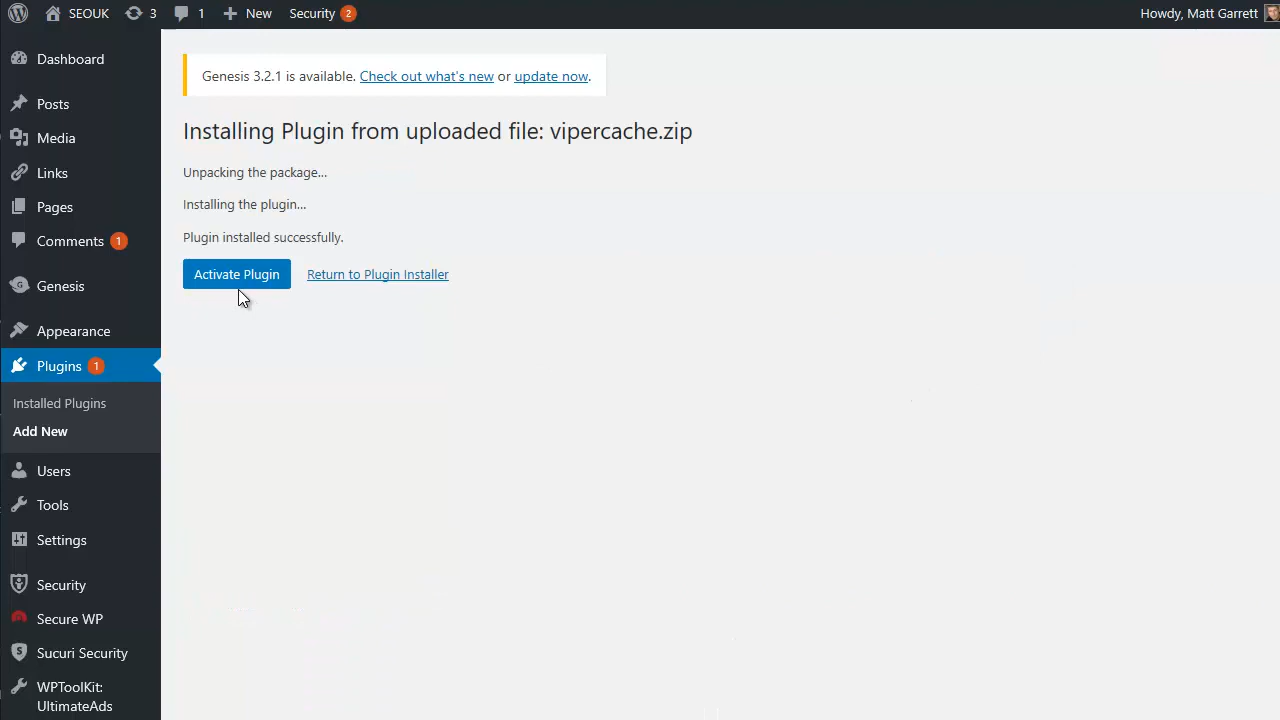 SEOUK 3 1 New Security 2 Howdy, Matt Garrett
Dashboard
Posts
Media
Links
Pages
Comments 1
Genesis
Appearance
Plugins 1
Installed Plugins
Add New
Users
Tools
Settings
Security
Secure WP
Sucuri Security
WPToolKit:
UltimateAds
Genesis 3.2.1 is available. Check out what's new or update now.
Installing Plugin from uploaded file: vipercache.zip
Unpacking the package...
Installing the plugin...
Plugin installed successfully.
Activate Plugin Return to Plugin Installer